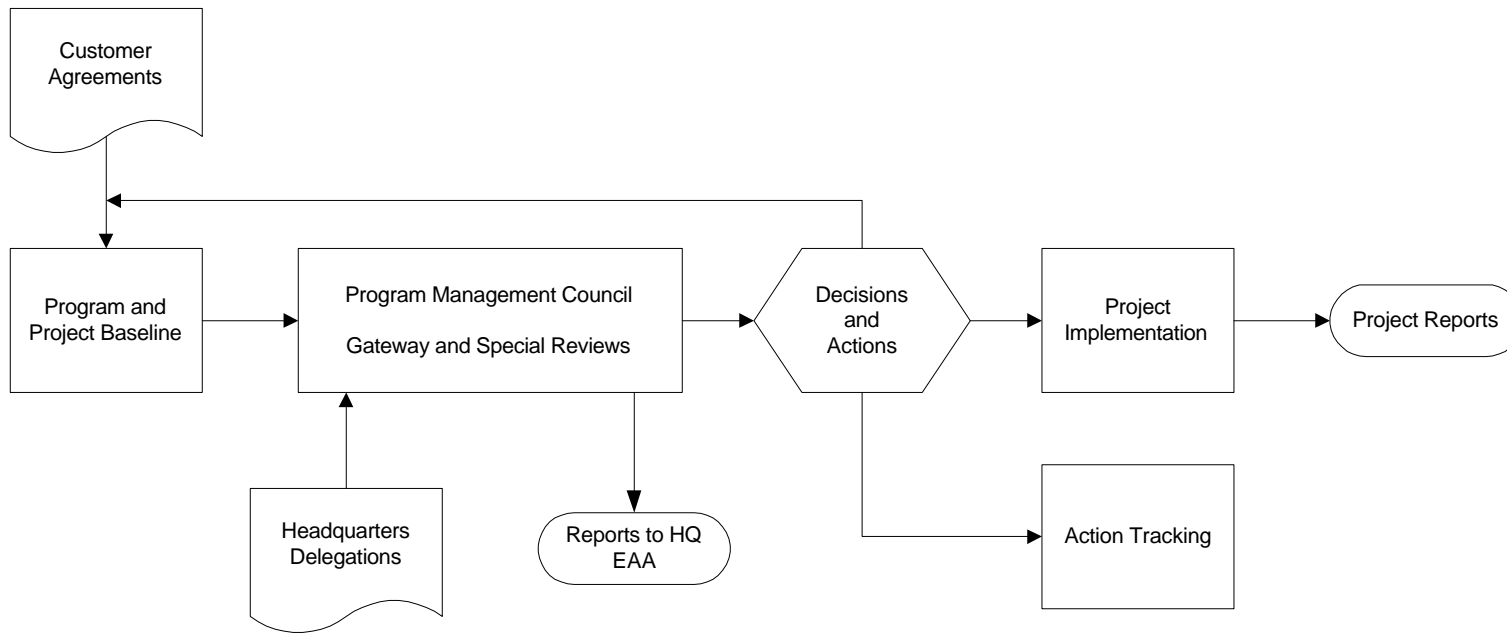 Customer
Agreements
Program and
Project Baseline
Program Management Council
Gateway and Special Reviews
Decisions
and
Actions
Project
Implementation
Project Reports
Headquarters
Delegations
Reports to HQ
EAA
Action Tracking